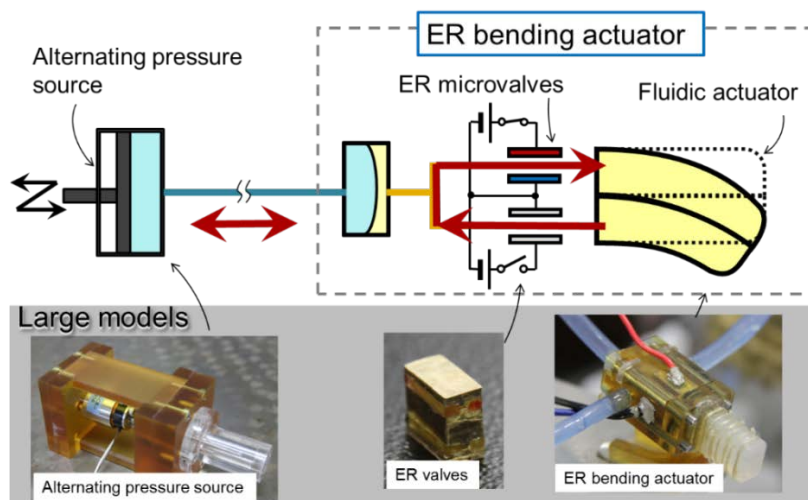 ER bending actuator
Alternating pressure
source
ER microvalves
Fluidic actuator
Large models
Alternating pressure source
ER valves
ER bending actuator